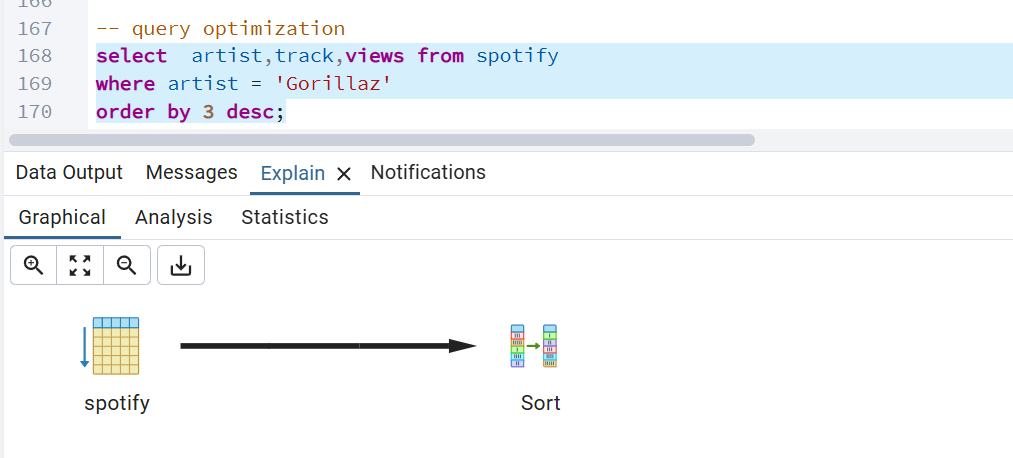 166
167 -- query optimization
168 select  artist,track,views from spotify
169 where artist = 'Gorillaz'
170 order by 3 desc;
Data Output Messages Explain × Notifications
Graphical Analysis Statistics
spotify Sort